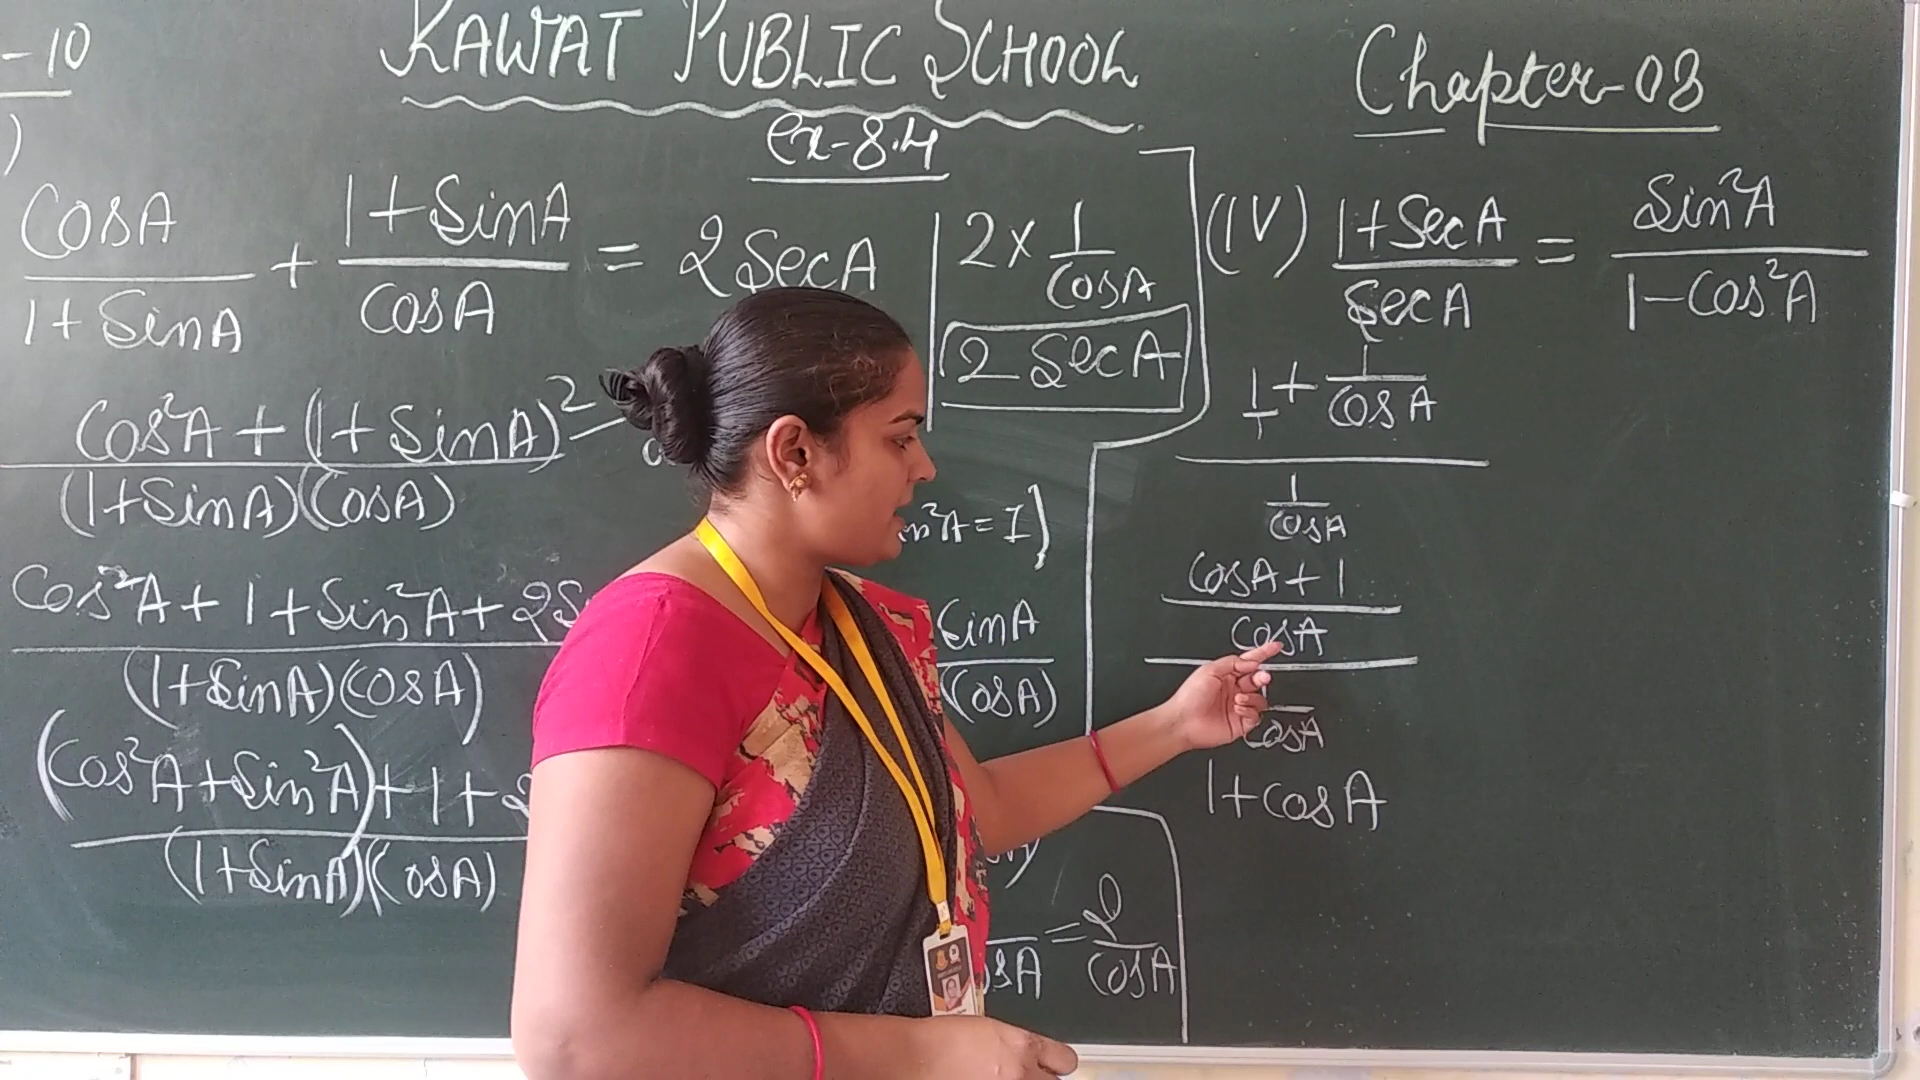 -10
RAWAT PUBLIC SCHOOL
Chapter-08
)
Ex-8.4
CosA/1+SinA + 1+SinA/CosA = 2SecA
Cos²A+(1+SinA)²/(1+SinA)(CosA) =
Cos²A+1+Sin²A+2S
(1+SinA)(CosA)
(Cos²A+Sin²A)+1+2
(1+SinA)(CosA)
2×1/CosA
2 SecA
n²A=1]
SinA
CosA)
osA = 2/CosA
(IV) 1+SecA/SecA = Sin²A/1-Cos²A
1/1+1/CosA
1/CosA
CosA+1
CosA
CosA
1+CosA